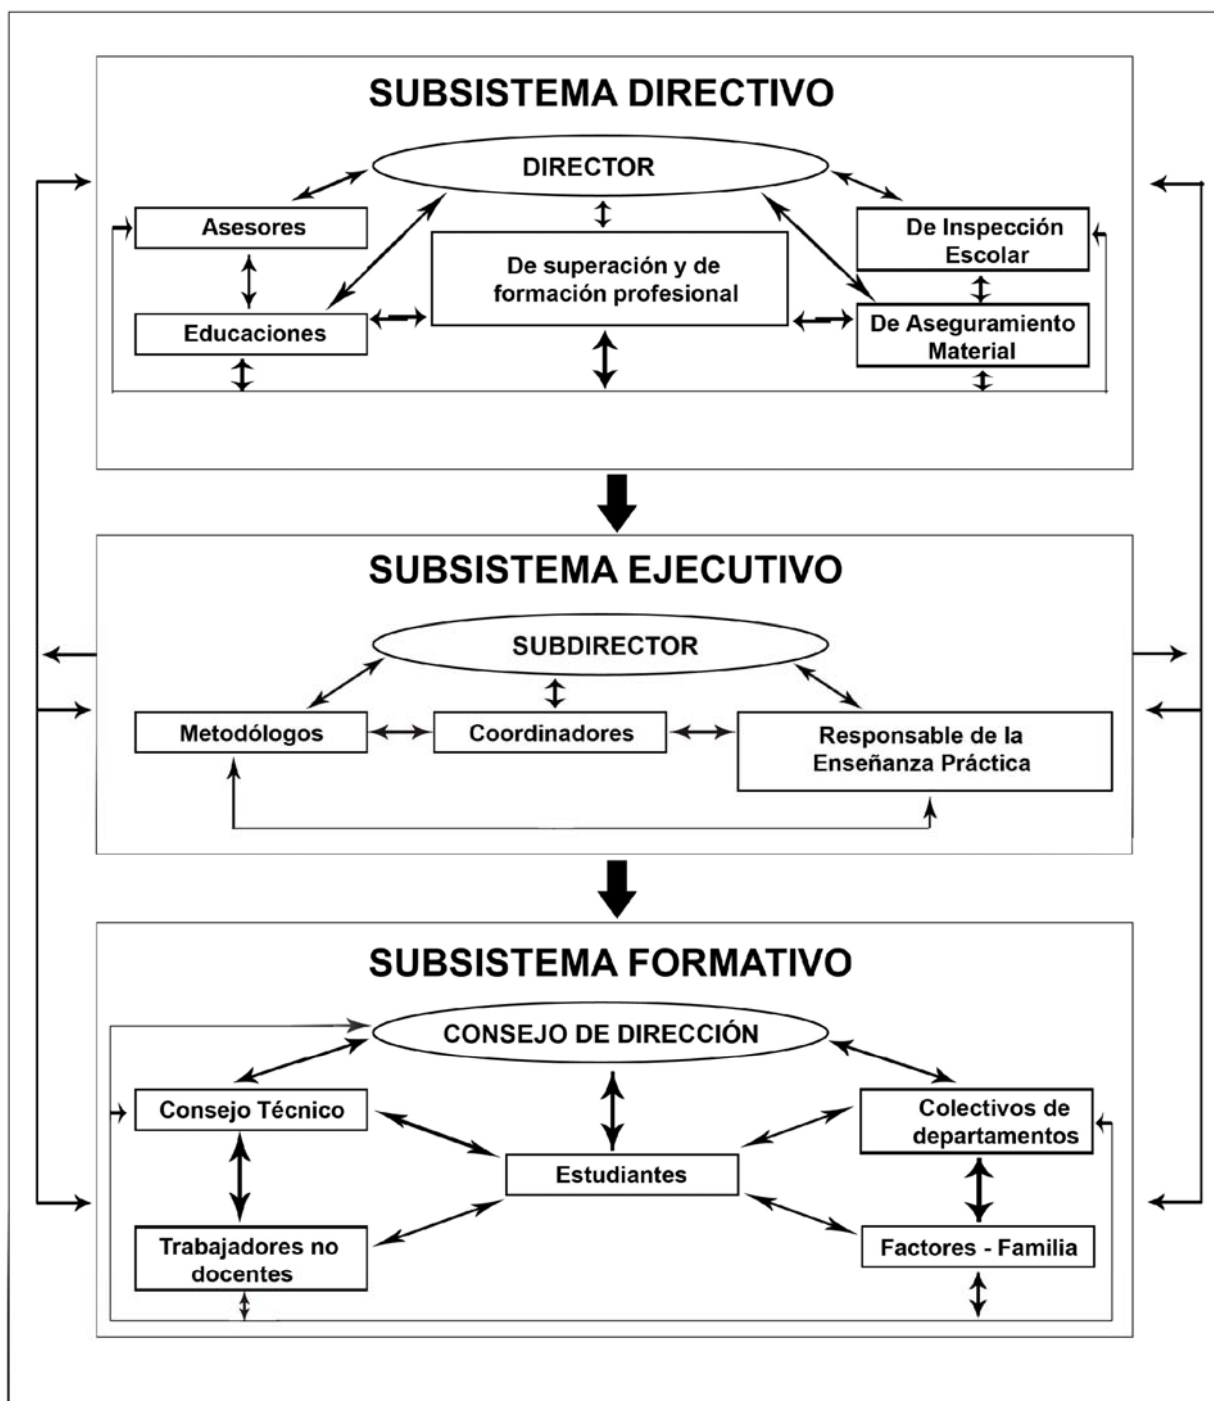 SUBSISTEMA DIRECTIVO
DIRECTOR
Asesores
De Inspección
Escolar
De superación y de
formación profesional
Educaciones
De Aseguramiento
Material
SUBSISTEMA EJECUTIVO
SUBDIRECTOR
Metodólogos
Coordinadores
Responsable de la
Enseñanza Práctica
SUBSISTEMA FORMATIVO
CONSEJO DE DIRECCIÓN
Consejo Técnico
Colectivos de
departamentos
Estudiantes
Trabajadores no
docentes
Factores - Familia